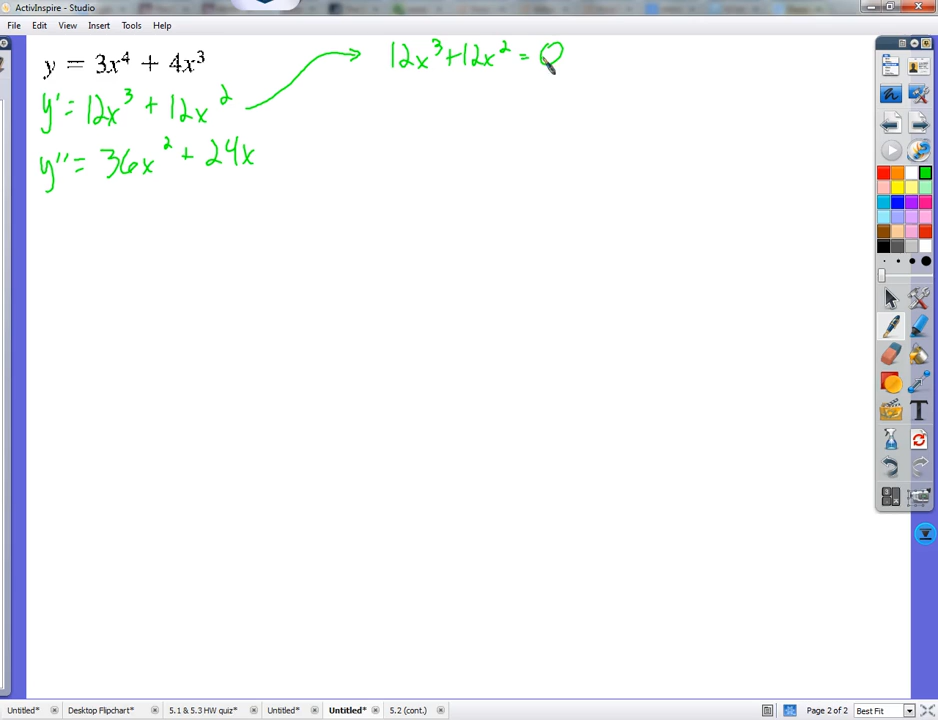 ActivInspire - Studio
File Edit View Insert Tools Help
y = 3x⁴ + 4x³
y' = 12x³ + 12x²
12x³ + 12x² = 0
y'' = 36x² + 24x
Untitled* Desktop Flipchart* 5.1 & 5.3 HW quiz* Untitled* Untitled* 5.2 (cont.) Page 2 of 2 Best Fit